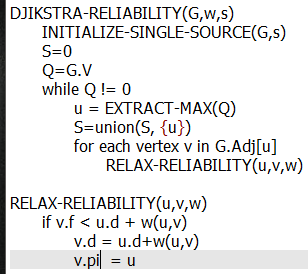 DJIKSTRA-RELIABILITY(G,w,s)
INITIALIZE-SINGLE-SOURCE(G,s)
S=0
Q=G.V
while Q != 0
u = EXTRACT-MAX(Q)
S=union(S, {u})
for each vertex v in G.Adj[u]
RELAX-RELIABILITY(u,v,w)
RELAX-RELIABILITY(u,v,w)
if v.f < u.d + w(u,v)
v.d = u.d+w(u,v)
v.pi = u